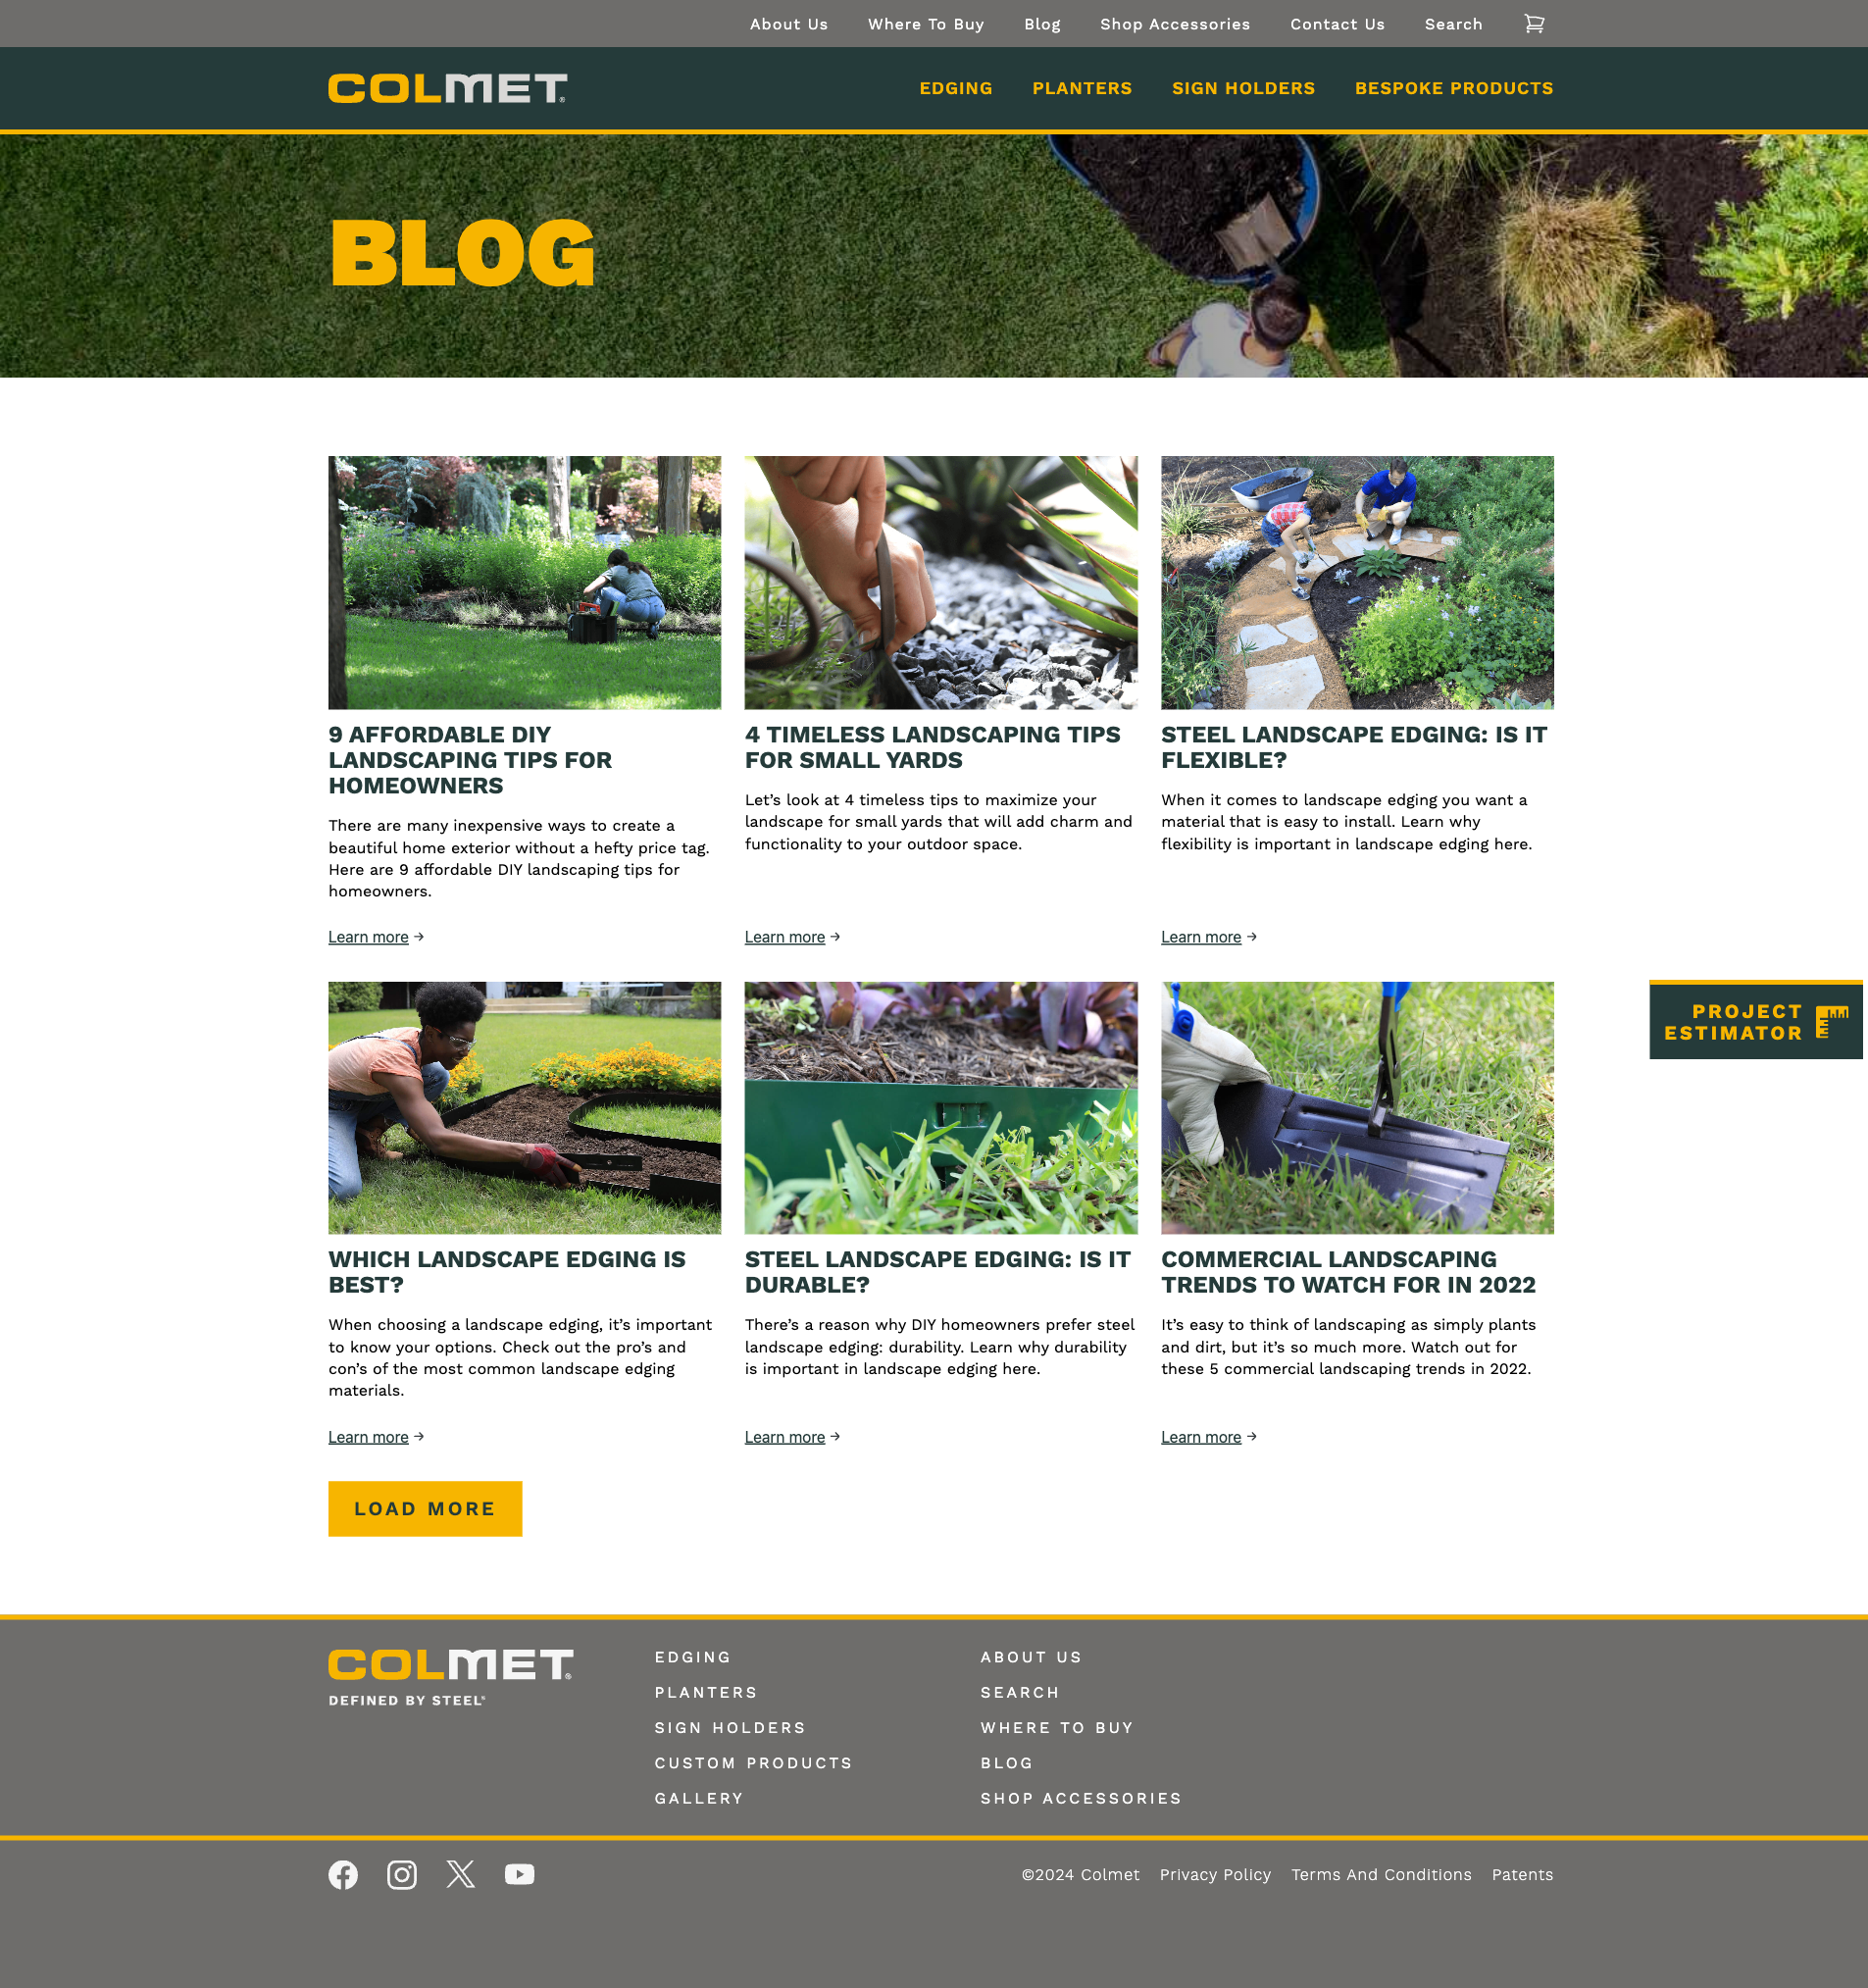 About Us Where To Buy Blog Shop Accessories Contact Us Search
COLMET®
EDGING PLANTERS SIGN HOLDERS BESPOKE PRODUCTS
BLOG
9 AFFORDABLE DIY
LANDSCAPING TIPS FOR
HOMEOWNERS
There are many inexpensive ways to create a
beautiful home exterior without a hefty price tag.
Here are 9 affordable DIY landscaping tips for
homeowners.
Learn more →
4 TIMELESS LANDSCAPING TIPS
FOR SMALL YARDS
Let’s look at 4 timeless tips to maximize your
landscape for small yards that will add charm and
functionality to your outdoor space.
Learn more →
STEEL LANDSCAPE EDGING: IS IT
FLEXIBLE?
When it comes to landscape edging you want a
material that is easy to install. Learn why
flexibility is important in landscape edging here.
Learn more →
WHICH LANDSCAPE EDGING IS
BEST?
When choosing a landscape edging, it’s important
to know your options. Check out the pro’s and
con’s of the most common landscape edging
materials.
Learn more →
STEEL LANDSCAPE EDGING: IS IT
DURABLE?
There’s a reason why DIY homeowners prefer steel
landscape edging: durability. Learn why durability
is important in landscape edging here.
Learn more →
COMMERCIAL LANDSCAPING
TRENDS TO WATCH FOR IN 2022
It’s easy to think of landscaping as simply plants
and dirt, but it’s so much more. Watch out for
these 5 commercial landscaping trends in 2022.
Learn more →
PROJECT
ESTIMATOR
LOAD MORE
COLMET®
DEFINED BY STEEL®
EDGING
PLANTERS
SIGN HOLDERS
CUSTOM PRODUCTS
GALLERY
ABOUT US
SEARCH
WHERE TO BUY
BLOG
SHOP ACCESSORIES
©2024 Colmet Privacy Policy Terms And Conditions Patents